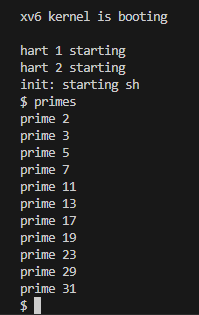 xv6 kernel is booting
hart 1 starting
hart 2 starting
init: starting sh
$ primes
prime 2
prime 3
prime 5
prime 7
prime 11
prime 13
prime 17
prime 19
prime 23
prime 29
prime 31
$